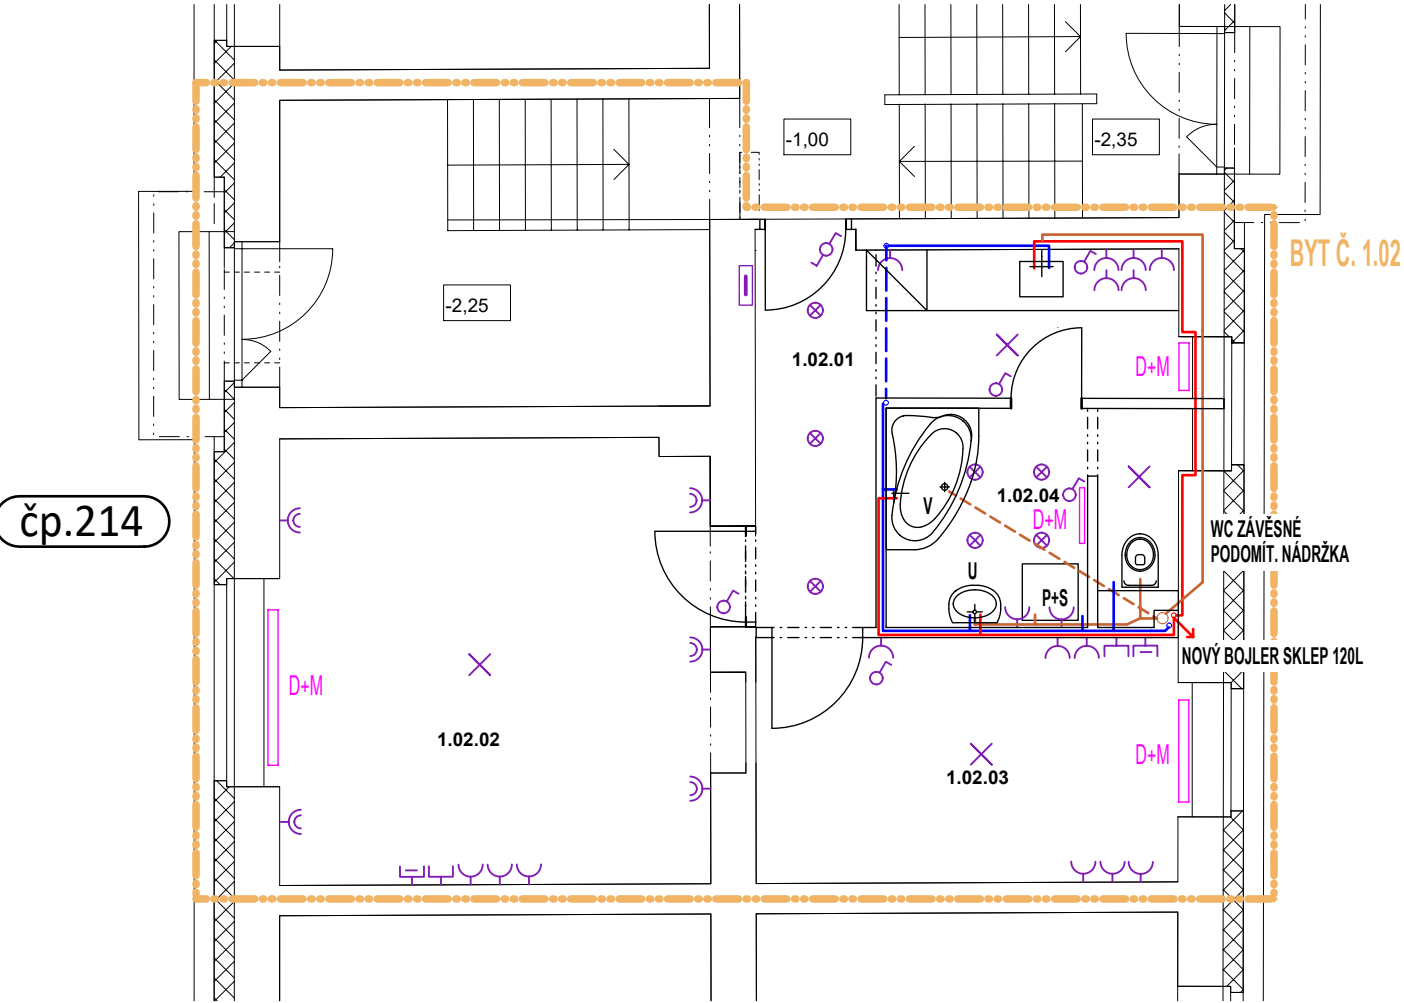 -1,00
-2,35
BYT Č. 1.02
-2,25
1.02.01
D+M
čp.214
1.02.04
D+M
V
WC ZÁVĚSNÉ
PODOMÍT. NÁDRŽKA
U
P+S
NOVÝ BOJLER SKLEP 120L
D+M
1.02.02
D+M
1.02.03